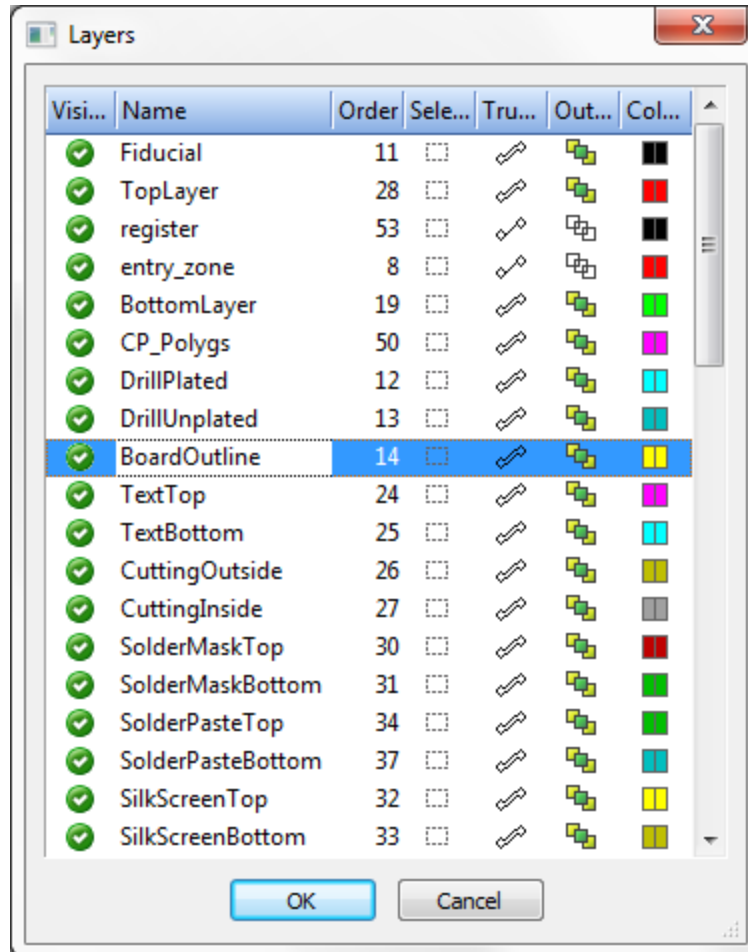 Layers
Visi... Name Order Sele... Tru... Out... Col...
Fiducial 11
TopLayer 28
register 53
entry_zone 8
BottomLayer 19
CP_Polygs 50
DrillPlated 12
DrillUnplated 13
BoardOutline 14
TextTop 24
TextBottom 25
CuttingOutside 26
CuttingInside 27
SolderMaskTop 30
SolderMaskBottom 31
SolderPasteTop 34
SolderPasteBottom 37
SilkScreenTop 32
SilkScreenBottom 33
OK Cancel